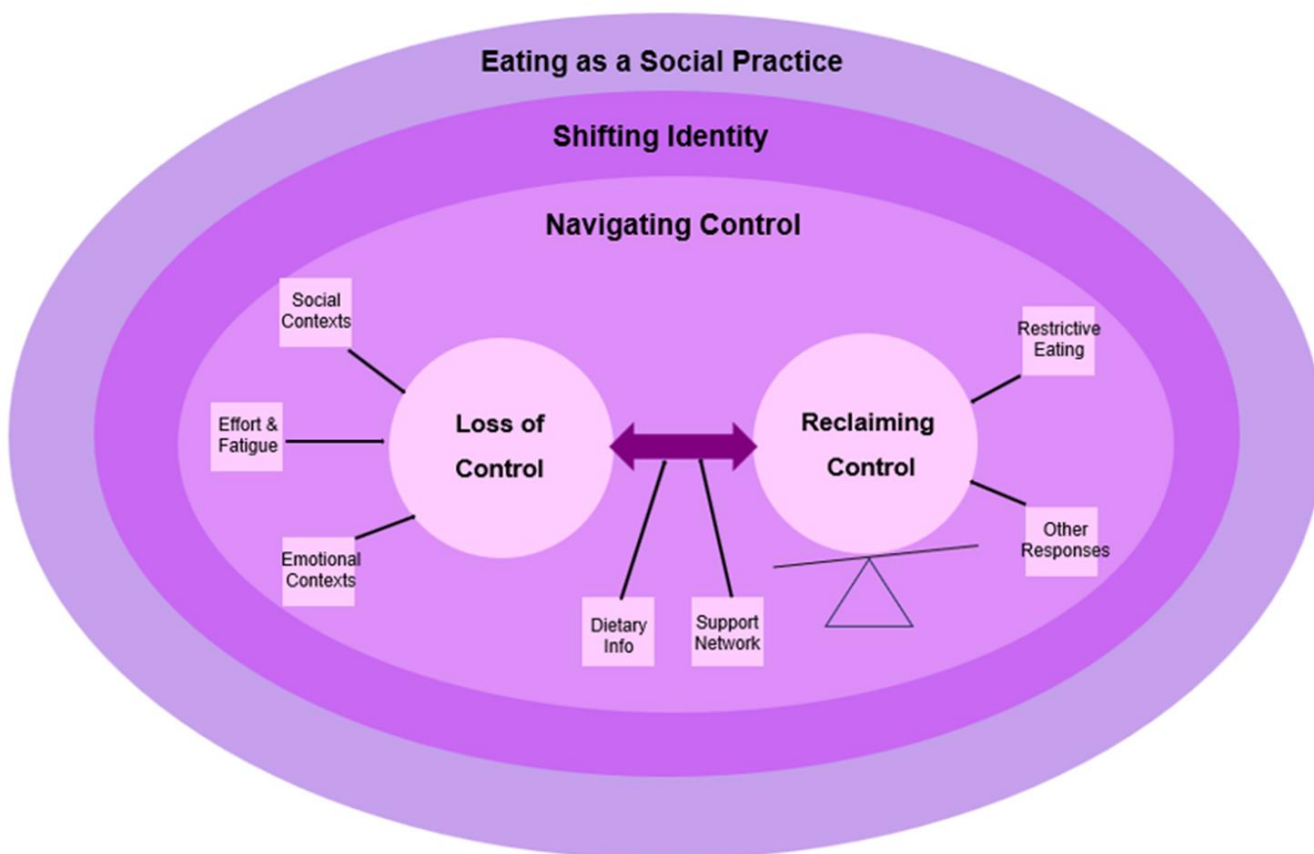 Eating as a Social Practice
Shifting Identity
Navigating Control
Social
Contexts
Effort &
Fatigue
Emotional
Contexts
Loss of
Control
Dietary
Info
Support
Network
Reclaiming
Control
Restrictive
Eating
Other
Responses